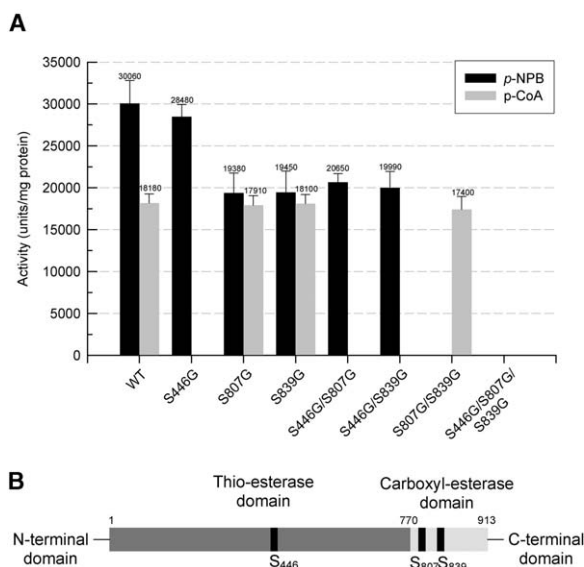 A
35000
30000
25000
20000
15000
10000
5000
0
Activity (units/mg protein)
p-NPB
p-CoA
30060
18180
28480
19380
17910
19450
18100
20650
19990
17400
WT
S446G
S807G
S839G
S446G/S807G
S446G/S839G
S807G/S839G
S446G/S807G/
S839G
B
Thio-esterase
domain
Carboxyl-esterase
domain
1
770
913
N-terminal
domain
C-terminal
domain
S446
S807
S839